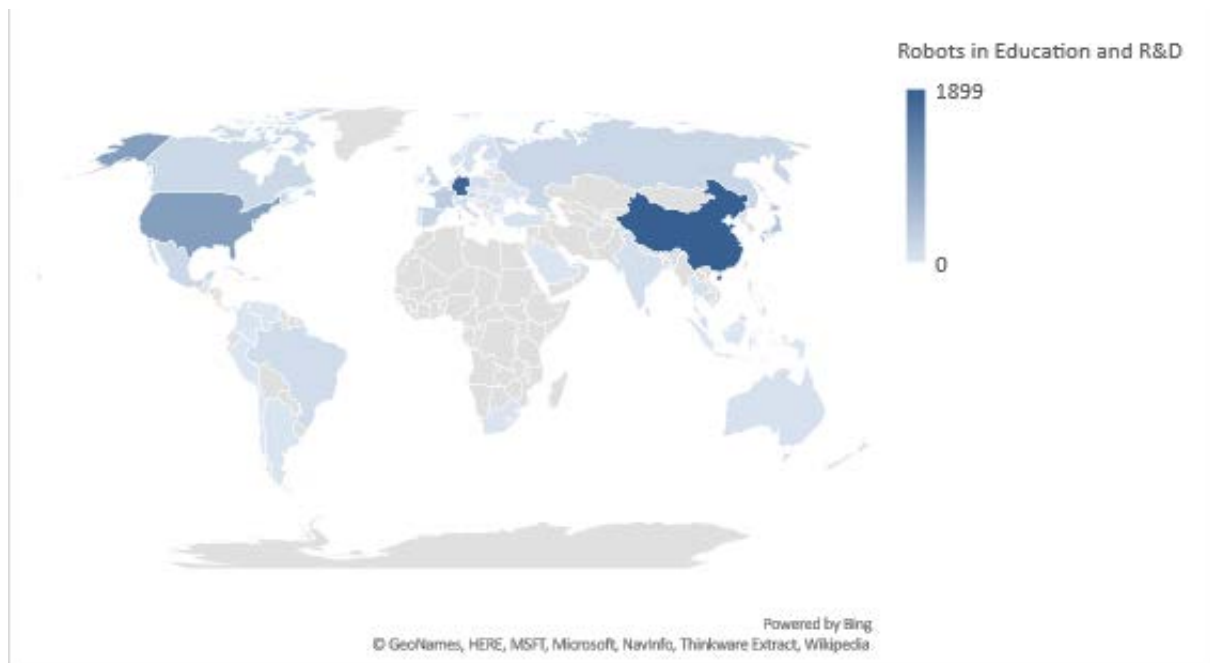 Robots in Education and R&D
1899
0
Powered by Bing
© GeoNames, HERE, MSFT, Microsoft, NavInfo, Thinkware Extract, Wikipedia